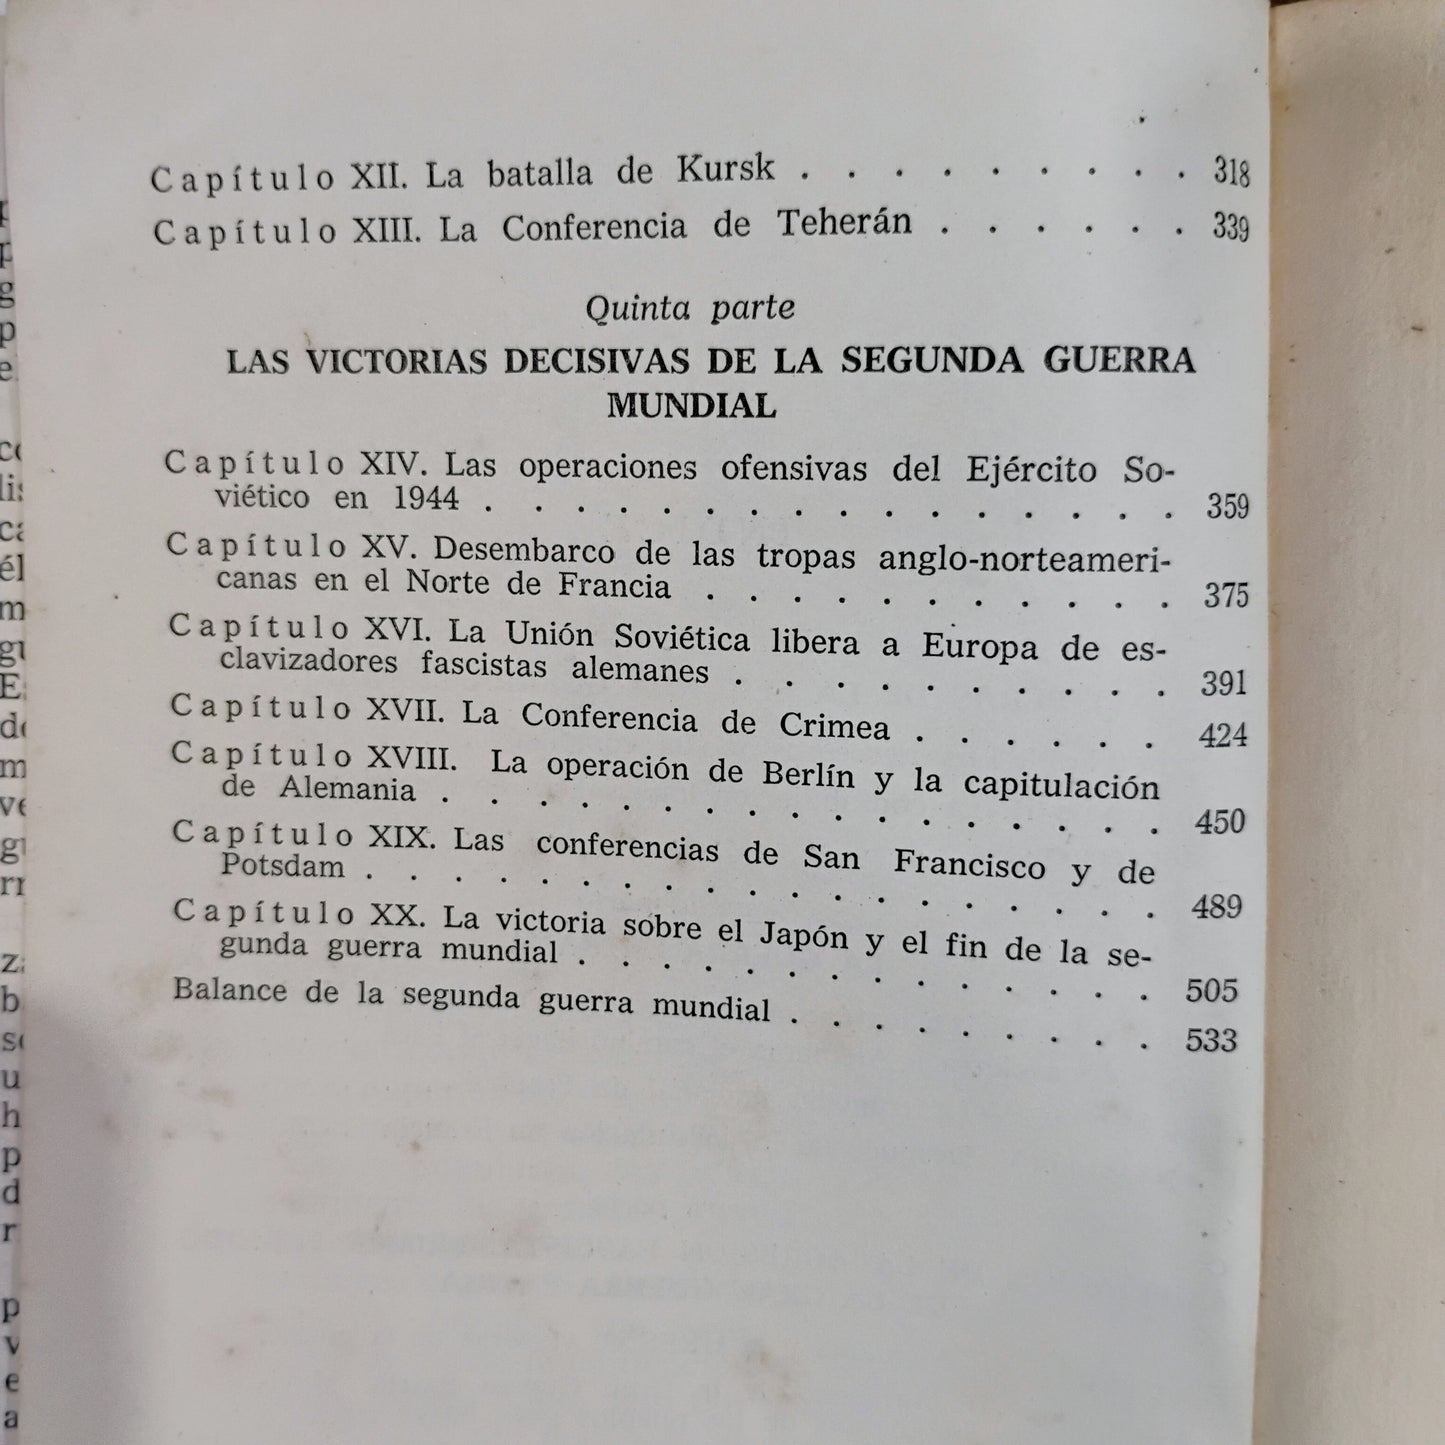 Capítulo XII. La batalla de Kursk . . . . . . . . . 318
Capítulo XIII. La Conferencia de Teherán . . . . . . 339
Quinta parte
LAS VICTORIAS DECISIVAS DE LA SEGUNDA GUERRA
MUNDIAL
Capítulo XIV. Las operaciones ofensivas del Ejército So-
viético en 1944 . . . . . . . . . . . . . . . . 359
Capítulo XV. Desembarco de las tropas anglo-norteameri-
canas en el Norte de Francia . . . . . . . . . . . 375
Capítulo XVI. La Unión Soviética libera a Europa de es-
clavizadores fascistas alemanes . . . . . . . . . . 391
Capítulo XVII. La Conferencia de Crimea . . . . . . 424
Capítulo XVIII. La operación de Berlín y la capitulación
de Alemania . . . . . . . . . . . . . . . . 450
Capítulo XIX. Las conferencias de San Francisco y de
Potsdam . . . . . . . . . . . . . . . . . . 489
Capítulo XX. La victoria sobre el Japón y el fin de la se-
gunda guerra mundial . . . . . . . . . . . . . 505
Balance de la segunda guerra mundial . . . . . . . . . 533